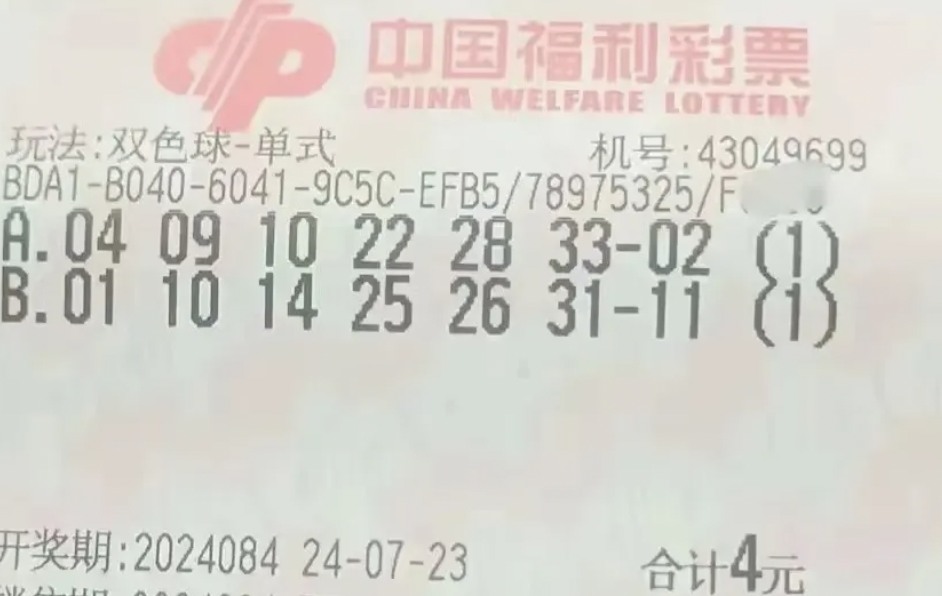 中国福利彩票
CHINA WELFARE LOTTERY
玩法:双色球-单式 机号:43049699
BDA1-B040-6041-9C5C-EFB5/78975325/F
A.04 09 10 22 28 33-02 (1)
B.01 10 14 25 26 31-11 (1)
开奖期:2024084 24-07-23 合计4元